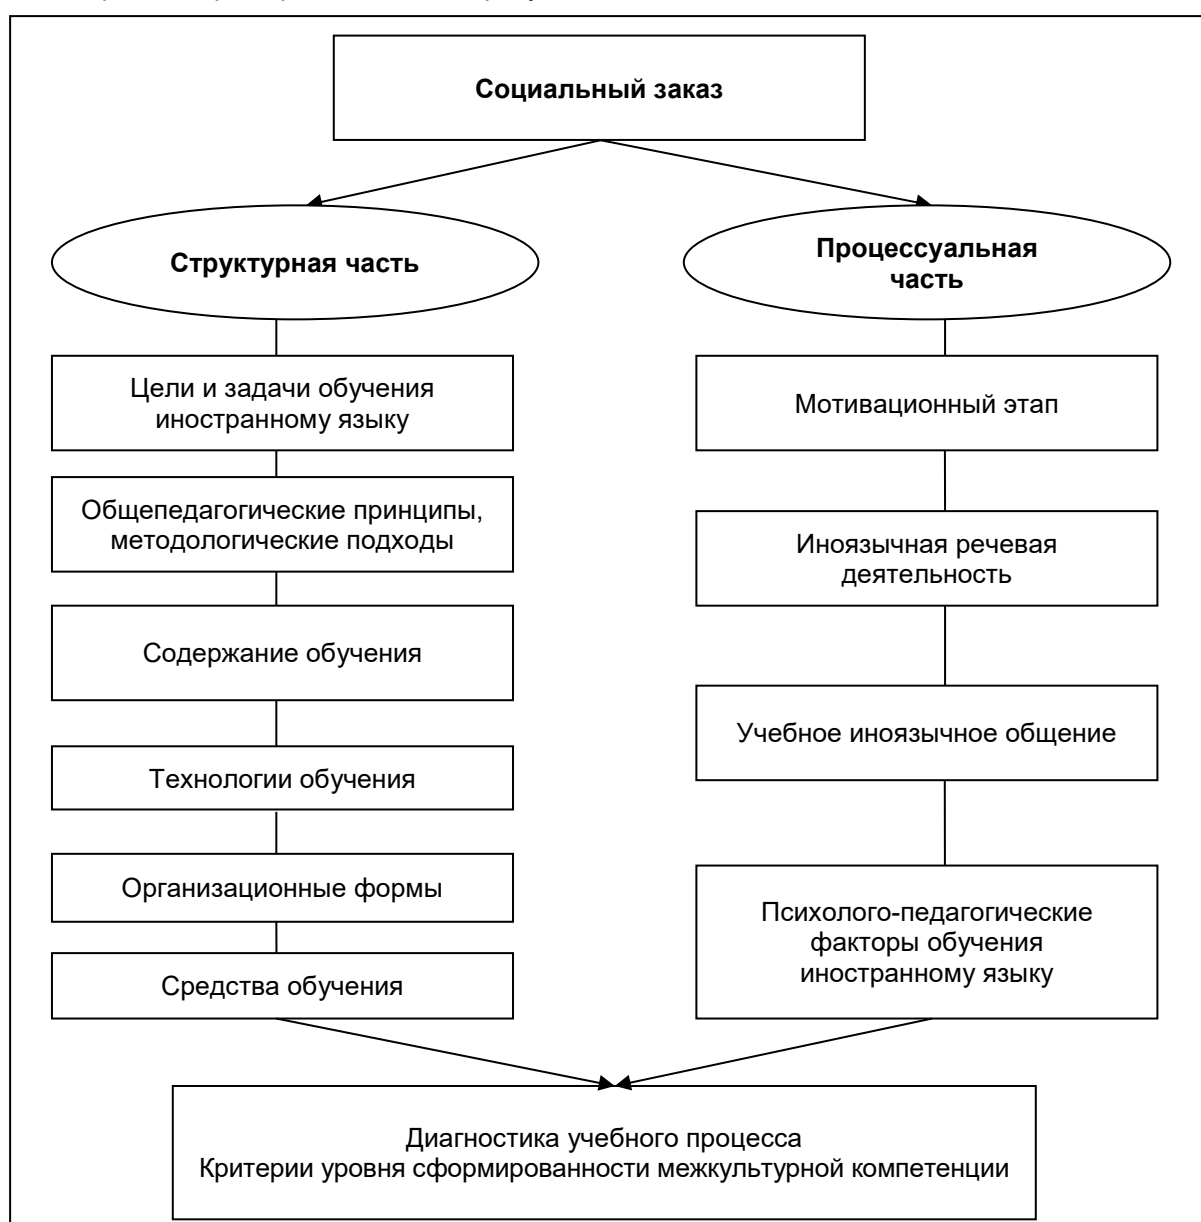 Социальный заказ
Структурная часть
Цели и задачи обучения
иностранному языку
Общепедагогические принципы,
методологические подходы
Содержание обучения
Технологии обучения
Организационные формы
Средства обучения
Процессуальная
часть
Мотивационный этап
Иноязычная речевая
деятельность
Учебное иноязычное общение
Психолого-педагогические
факторы обучения
иностранному языку
Диагностика учебного процесса
Критерии уровня сформированности межкультурной компетенции